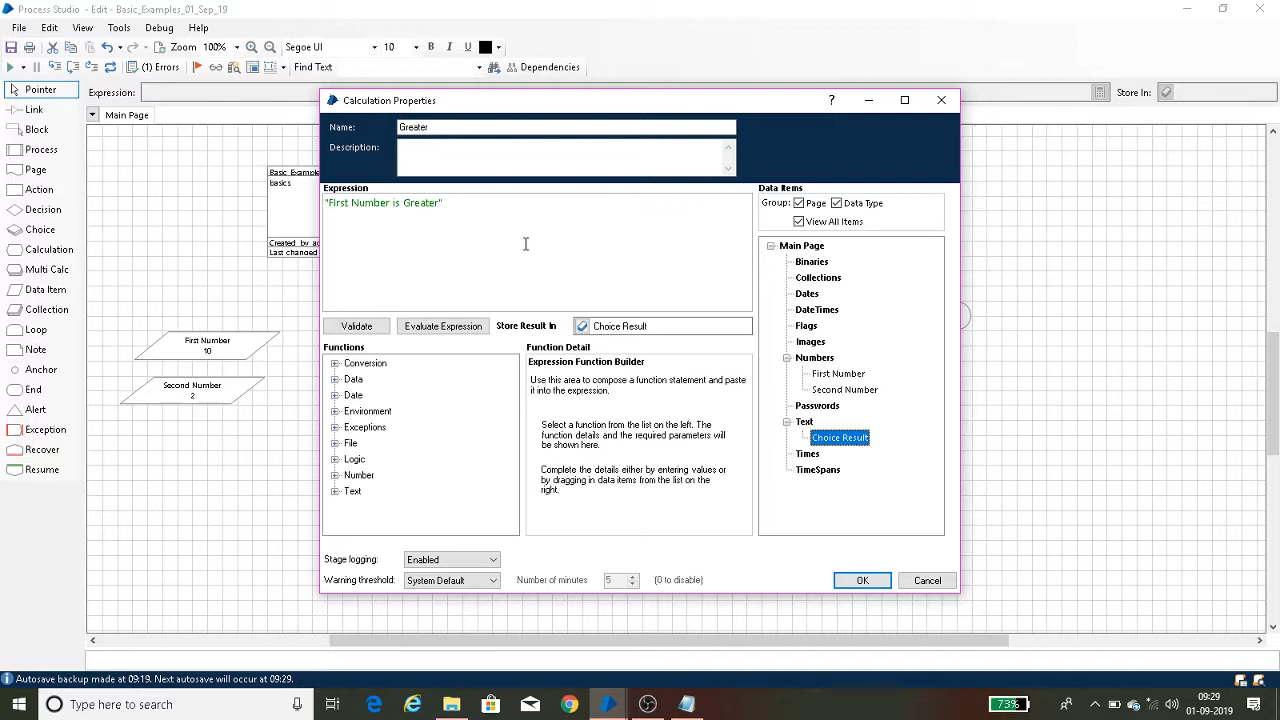 Process Studio - Edit - Basic_Examples_01_Sep_19
File Edit View Tools Debug Help
Zoom 100% Segoe UI 10 B I U
(1) Errors Find Text Dependencies
Pointer
Expression:
Store In:
Main Page
Link
Block
Process
Page
Action
Decision
Choice
Calculation
Multi Calc
Data Item
Collection
Loop
Note
Anchor
End
Alert
Exception
Recover
Resume
Basic_Example
basics
Created by ad
Last changed
First Number
10
Second Number
2
Calculation Properties
?
Name: Greater
Description:
Expression
"FIrst Number is Greater"
Validate Evaluate Expression Store Result In Choice Result
Functions
Conversion
Data
Date
Environment
Exceptions
File
Logic
Number
Text
Function Detail
Expression Function Builder
Use this area to compose a function statement and paste
it into the expression.
Select a function from the list on the left. The
function details and the required parameters will
be shown here.
Complete the details either by entering values or
by dragging in data items from the list on the
right.
Data Items
Group: Page Data Type
View All Items
Main Page
Binaries
Collections
Dates
DateTimes
Flags
Images
Numbers
First Number
Second Number
Passwords
Text
Choice Result
Times
TimeSpans
Stage logging: Enabled
Warning threshold: System Default Number of minutes 5 (0 to disable)
OK Cancel
Autosave backup made at 09:19. Next autosave will occur at 09:29.
Type here to search
73%
09:29
01-09-2019